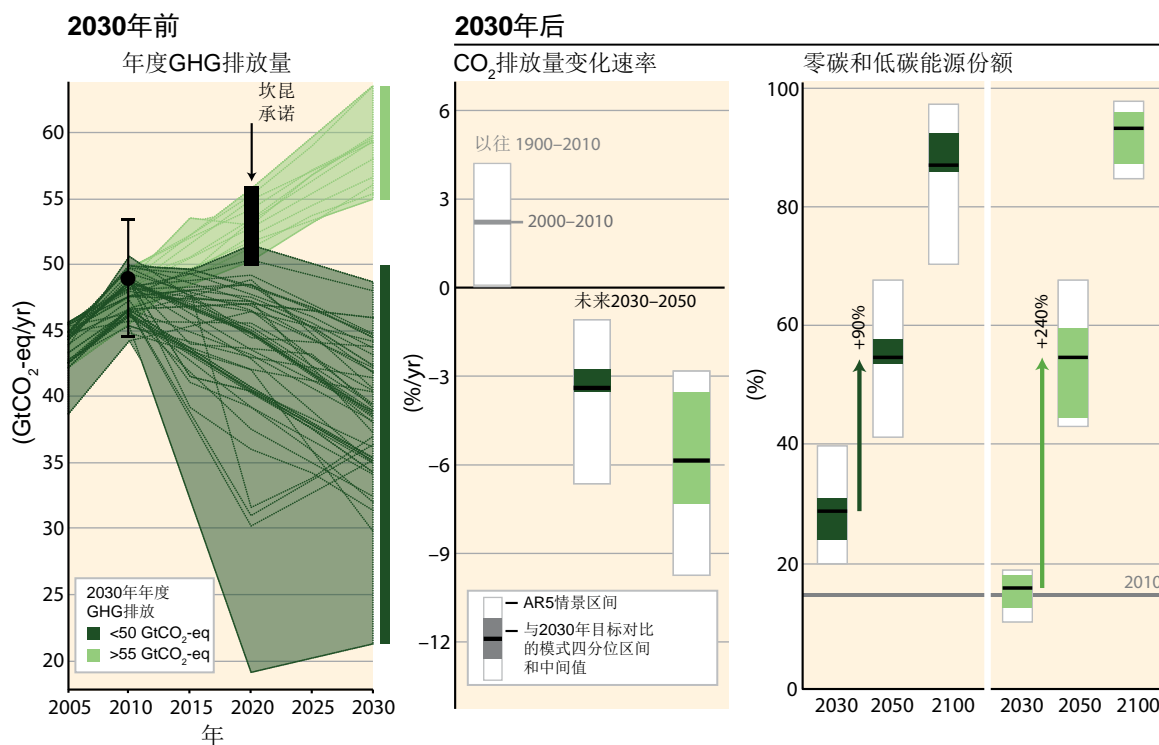 2030年前
年度GHG排放量
坎昆
承诺
(GtCO2-eq/yr)
60
55
50
45
40
35
30
25
20
2030年年度
GHG排放
<50 GtCO2-eq
>55 GtCO2-eq
2005 2010 2015 2020 2025 2030
年
2030年后
CO2排放量变化速率
(%/yr)
6
3
0
−3
−6
−9
−12
以往 1900–2010
2000–2010
未来2030–2050
AR5情景区间
与2030年目标对比
的模式四分位区间
和中间值
零碳和低碳能源份额
(%)
100
80
60
40
20
0
+90%
+240%
2010
2030 2050 2100 2030 2050 2100